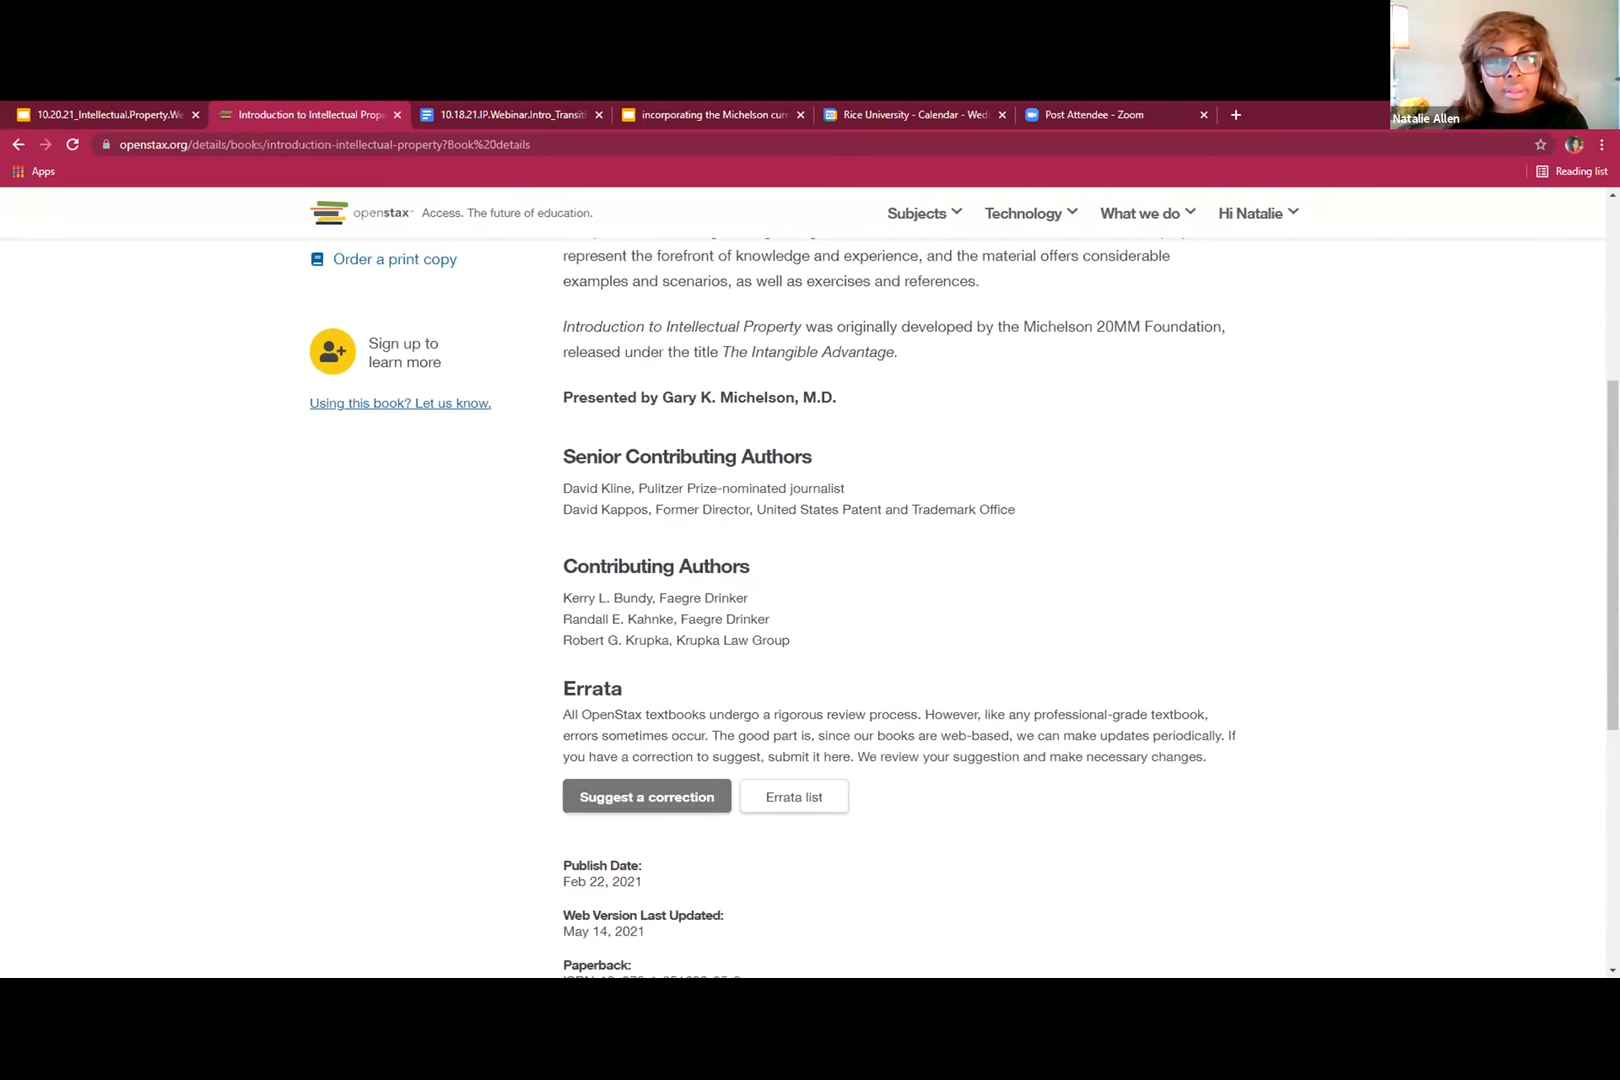 Natalie Allen
10.20.21_Intellectual.Property.We
Introduction to Intellectual Prope
10.18.21.IP.Webinar.Intro_Transiti
incorporating the Michelson curr
Rice University - Calendar - Wed
Post Attendee - Zoom
openstax.org/details/books/introduction-intellectual-property?Book%20details
Apps
Reading list
openstax Access. The future of education.
Subjects
Technology
What we do
Hi Natalie
Order a print copy
Sign up to
learn more
Using this book? Let us know.
represent the forefront of knowledge and experience, and the material offers considerable
examples and scenarios, as well as exercises and references.
Introduction to Intellectual Property was originally developed by the Michelson 20MM Foundation,
released under the title The Intangible Advantage.
Presented by Gary K. Michelson, M.D.
Senior Contributing Authors
David Kline, Pulitzer Prize-nominated journalist
David Kappos, Former Director, United States Patent and Trademark Office
Contributing Authors
Kerry L. Bundy, Faegre Drinker
Randall E. Kahnke, Faegre Drinker
Robert G. Krupka, Krupka Law Group
Errata
All OpenStax textbooks undergo a rigorous review process. However, like any professional-grade textbook,
errors sometimes occur. The good part is, since our books are web-based, we can make updates periodically. If
you have a correction to suggest, submit it here. We review your suggestion and make necessary changes.
Suggest a correction
Errata list
Publish Date:
Feb 22, 2021
Web Version Last Updated:
May 14, 2021
Paperback: